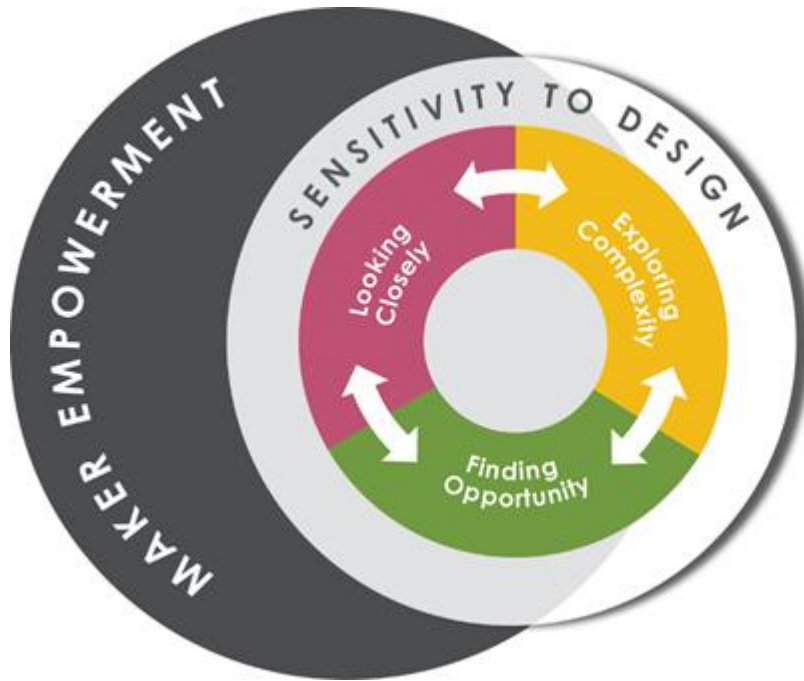 MAKER EMPOWERMENT
SENSITIVITY TO DESIGN
Looking
Closely
Exploring
Complexity
Finding
Opportunity